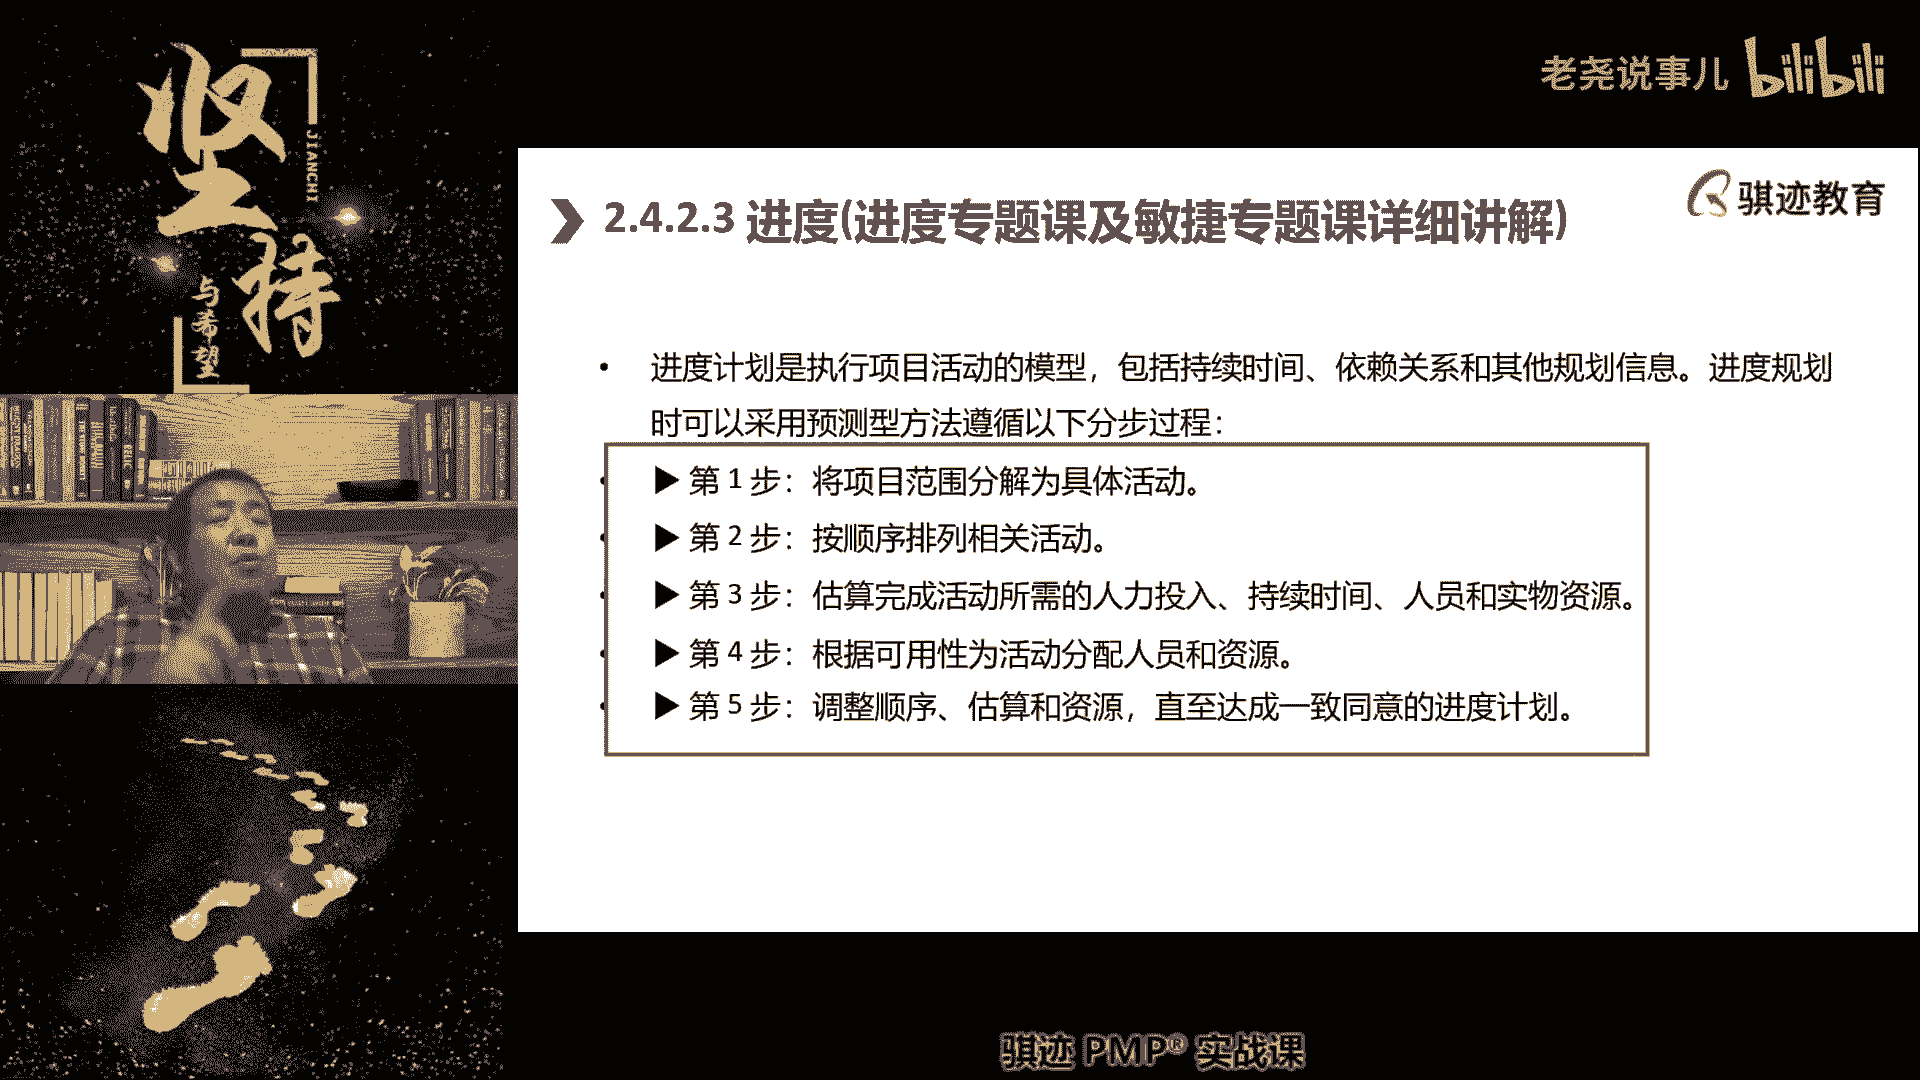 坚持
JIANCHI
与希望
老尧说事儿 bilibili
骐迹教育
2.4.2.3 进度(进度专题课及敏捷专题课详细讲解)
• 进度计划是执行项目活动的模型，包括持续时间、依赖关系和其他规划信息。进度规划
时可以采用预测型方法遵循以下分步过程：
▶ 第 1 步：将项目范围分解为具体活动。
▶ 第 2 步：按顺序排列相关活动。
▶ 第 3 步：估算完成活动所需的人力投入、持续时间、人员和实物资源。
▶ 第 4 步：根据可用性为活动分配人员和资源。
▶ 第 5 步：调整顺序、估算和资源，直至达成一致同意的进度计划。
骐迹 PMP® 实战课